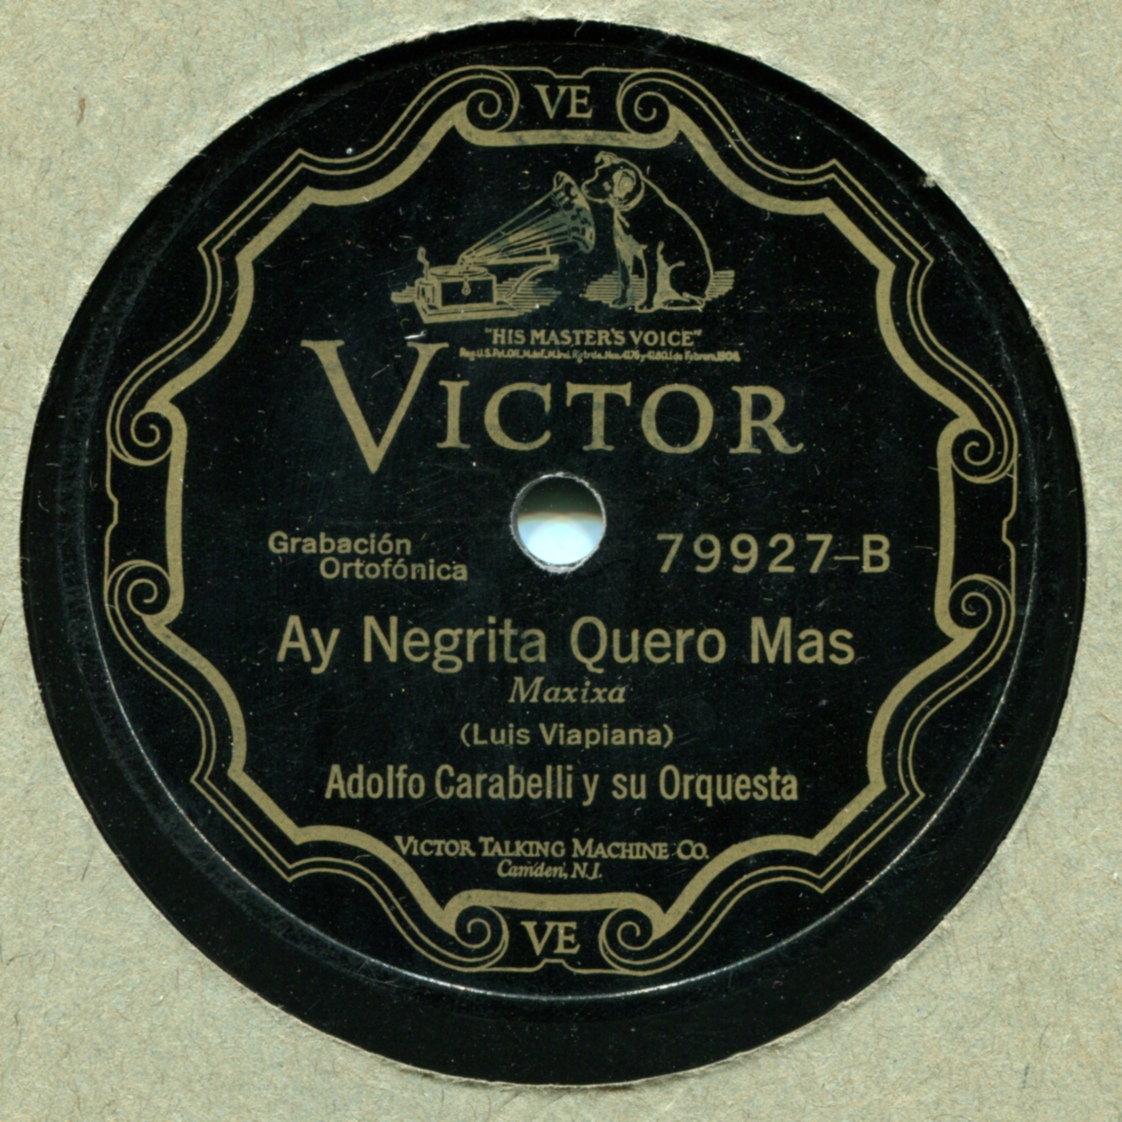 VE
"HIS MASTER'S VOICE"
VICTOR
Grabación
Ortofónica
79927-B
Ay Negrita Quero Mas
Maxixa
(Luis Viapiana)
Adolfo Carabelli y su Orquesta
VICTOR TALKING MACHINE CO.
Camden, N.J.
VE